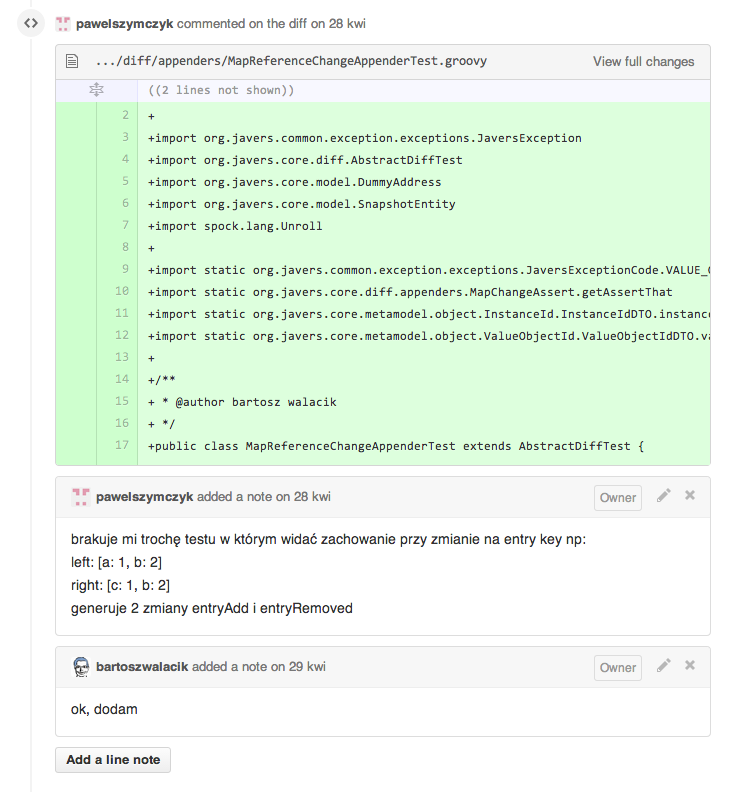 pawelszymczyk commented on the diff on 28 kwi
.../diff/appenders/MapReferenceChangeAppenderTest.groovy View full changes
((2 lines not shown))
2 +
3 +import org.javers.common.exception.exceptions.JaversException
4 +import org.javers.core.diff.AbstractDiffTest
5 +import org.javers.core.model.DummyAddress
6 +import org.javers.core.model.SnapshotEntity
7 +import spock.lang.Unroll
8 +
9 +import static org.javers.common.exception.exceptions.JaversExceptionCode.VALUE_
10 +import static org.javers.core.diff.appenders.MapChangeAssert.getAssertThat
11 +import static org.javers.core.metamodel.object.InstanceId.InstanceIdDTO.instance
12 +import static org.javers.core.metamodel.object.ValueObjectId.ValueObjectIdDTO.va
13 +
14 +/**
15 + * @author bartosz walacik
16 + */
17 +public class MapReferenceChangeAppenderTest extends AbstractDiffTest {
pawelszymczyk added a note on 28 kwi Owner
brakuje mi trochę testu w którym widać zachowanie przy zmianie na entry key np:
left: [a: 1, b: 2]
right: [c: 1, b: 2]
generuje 2 zmiany entryAdd i entryRemoved
bartoszwalacik added a note on 29 kwi Owner
ok, dodam
Add a line note